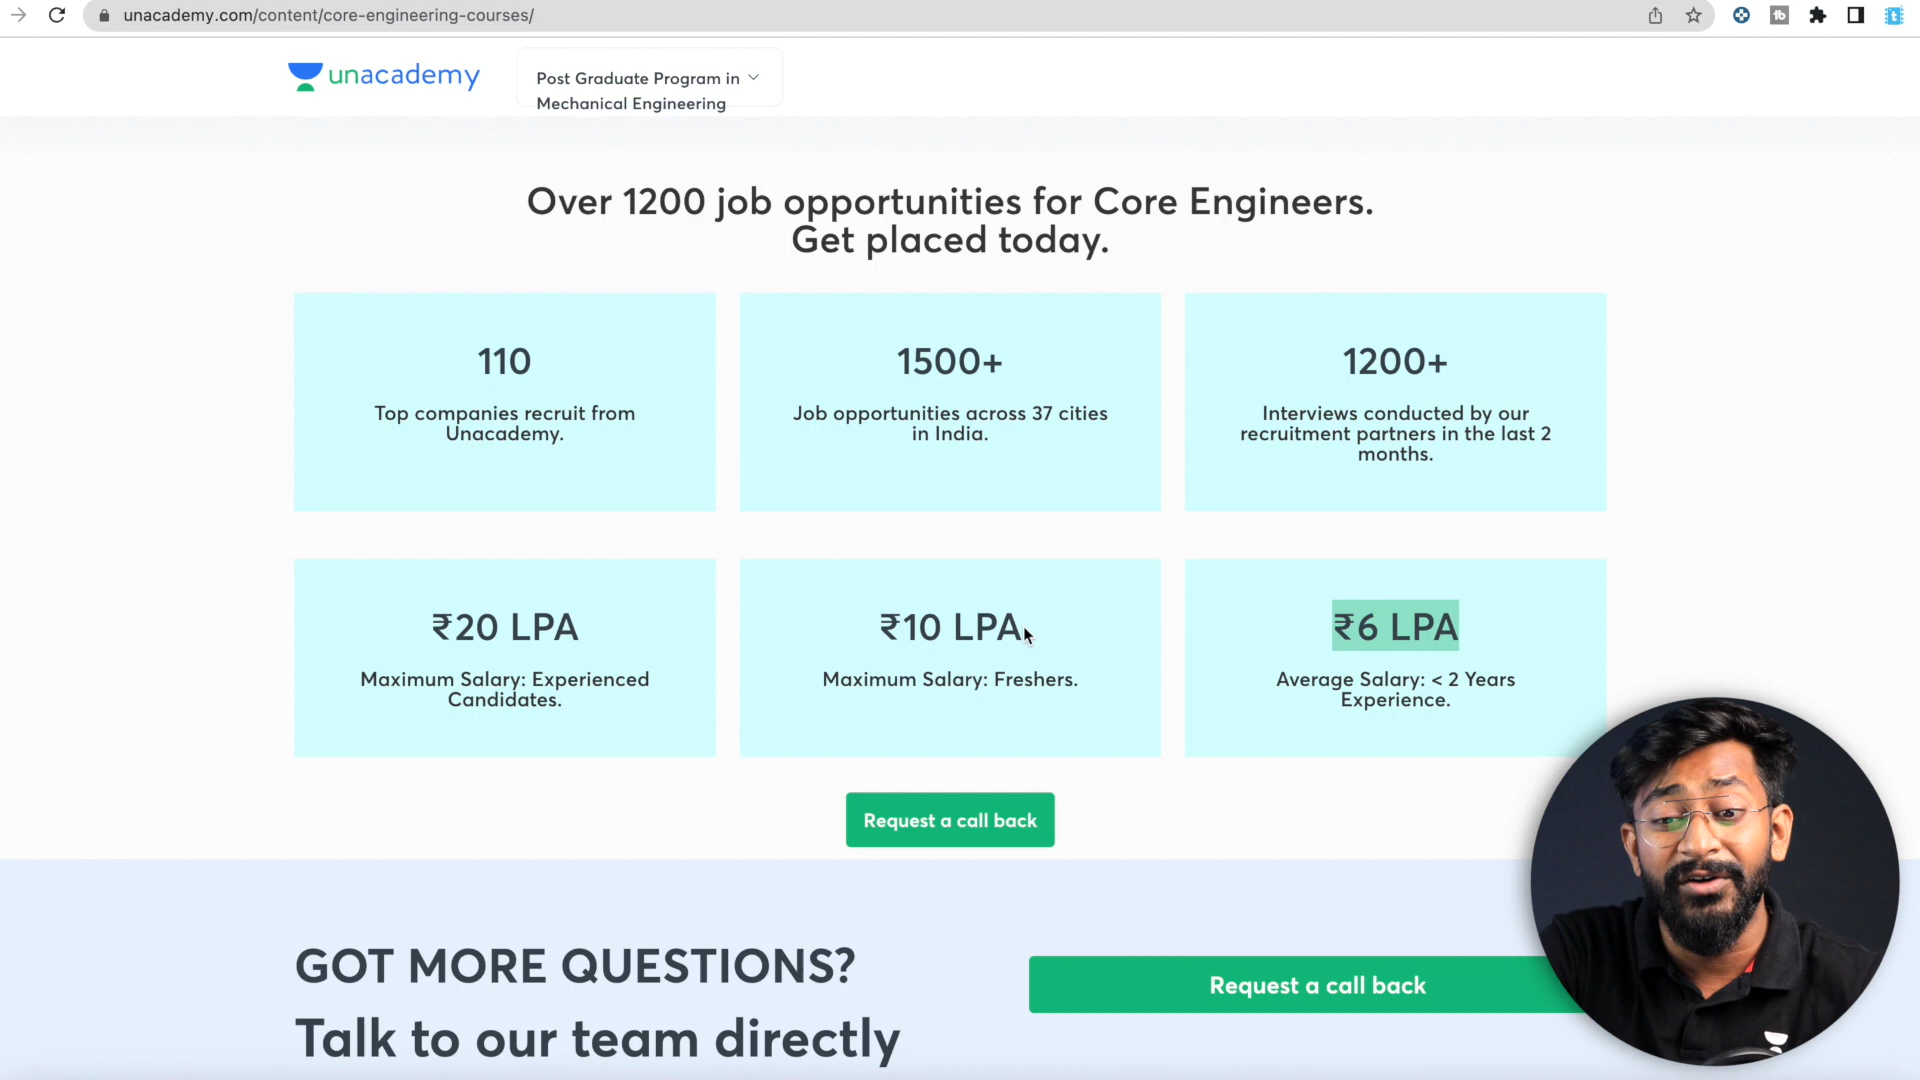 unacademy.com/content/core-engineering-courses/
unacademy
Post Graduate Program in
Mechanical Engineering
Over 1200 job opportunities for Core Engineers.
Get placed today.
110
Top companies recruit from
Unacademy.
1500+
Job opportunities across 37 cities
in India.
1200+
Interviews conducted by our
recruitment partners in the last 2
months.
₹20 LPA
Maximum Salary: Experienced
Candidates.
₹10 LPA
Maximum Salary: Freshers.
₹6 LPA
Average Salary: < 2 Years
Experience.
Request a call back
GOT MORE QUESTIONS?
Talk to our team directly
Request a call back